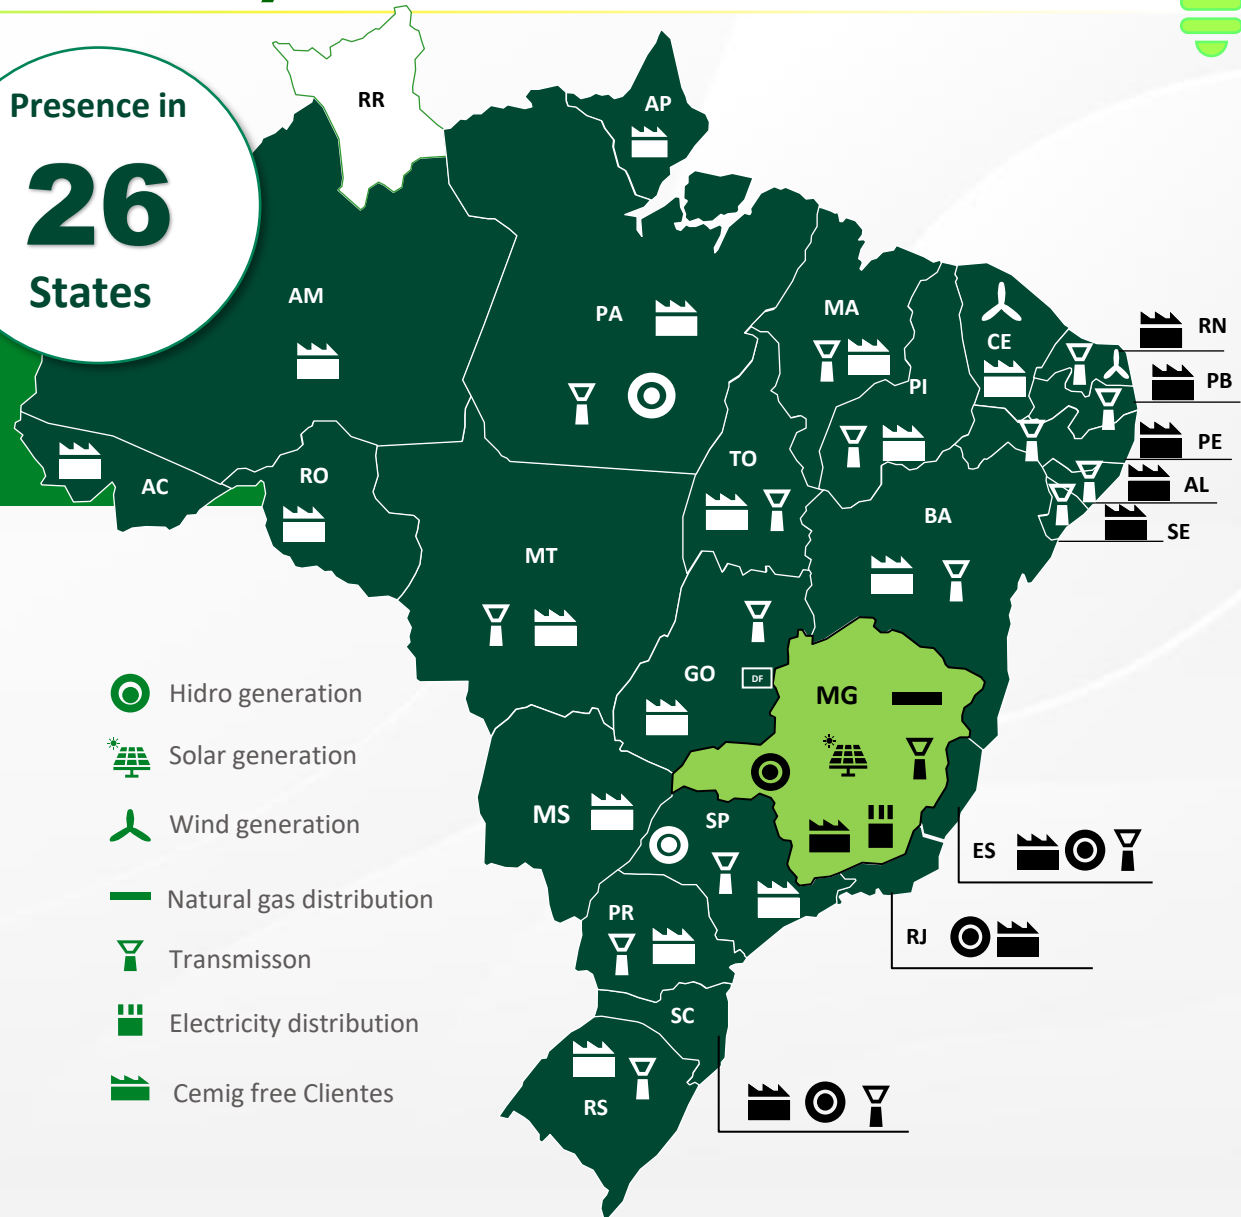 Presence in
26
States
RR
AP
AM
PA
MA
CE
PI
RN
PB
PE
AL
SE
AC
RO
TO
BA
MT
GO
DF
MG
MS
SP
ES
RJ
PR
SC
RS
Hidro generation
Solar generation
Wind generation
Natural gas distribution
Transmisson
Electricity distribution
Cemig free Clientes